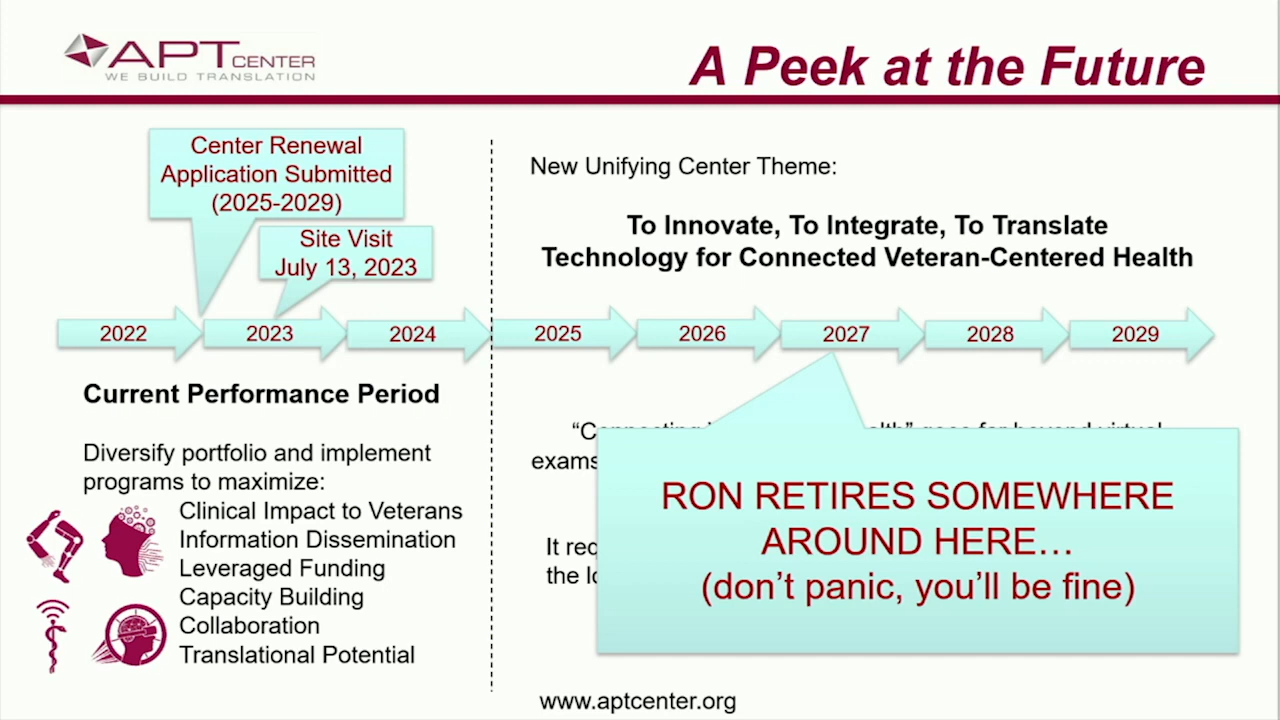 APT CENTER
WE BUILD TRANSLATION
A Peek at the Future
Center Renewal
Application Submitted
(2025-2029)
Site Visit
July 13, 2023
New Unifying Center Theme:
To Innovate, To Integrate, To Translate
Technology for Connected Veteran-Centered Health
2022
2023
2024
2025
2026
2027
2028
2029
Current Performance Period
Diversify portfolio and implement
programs to maximize:
Clinical Impact to Veterans
Information Dissemination
Leveraged Funding
Capacity Building
Collaboration
Translational Potential
exams
It
the
RON RETIRES SOMEWHERE
AROUND HERE…
(don’t panic, you’ll be fine)
www.aptcenter.org